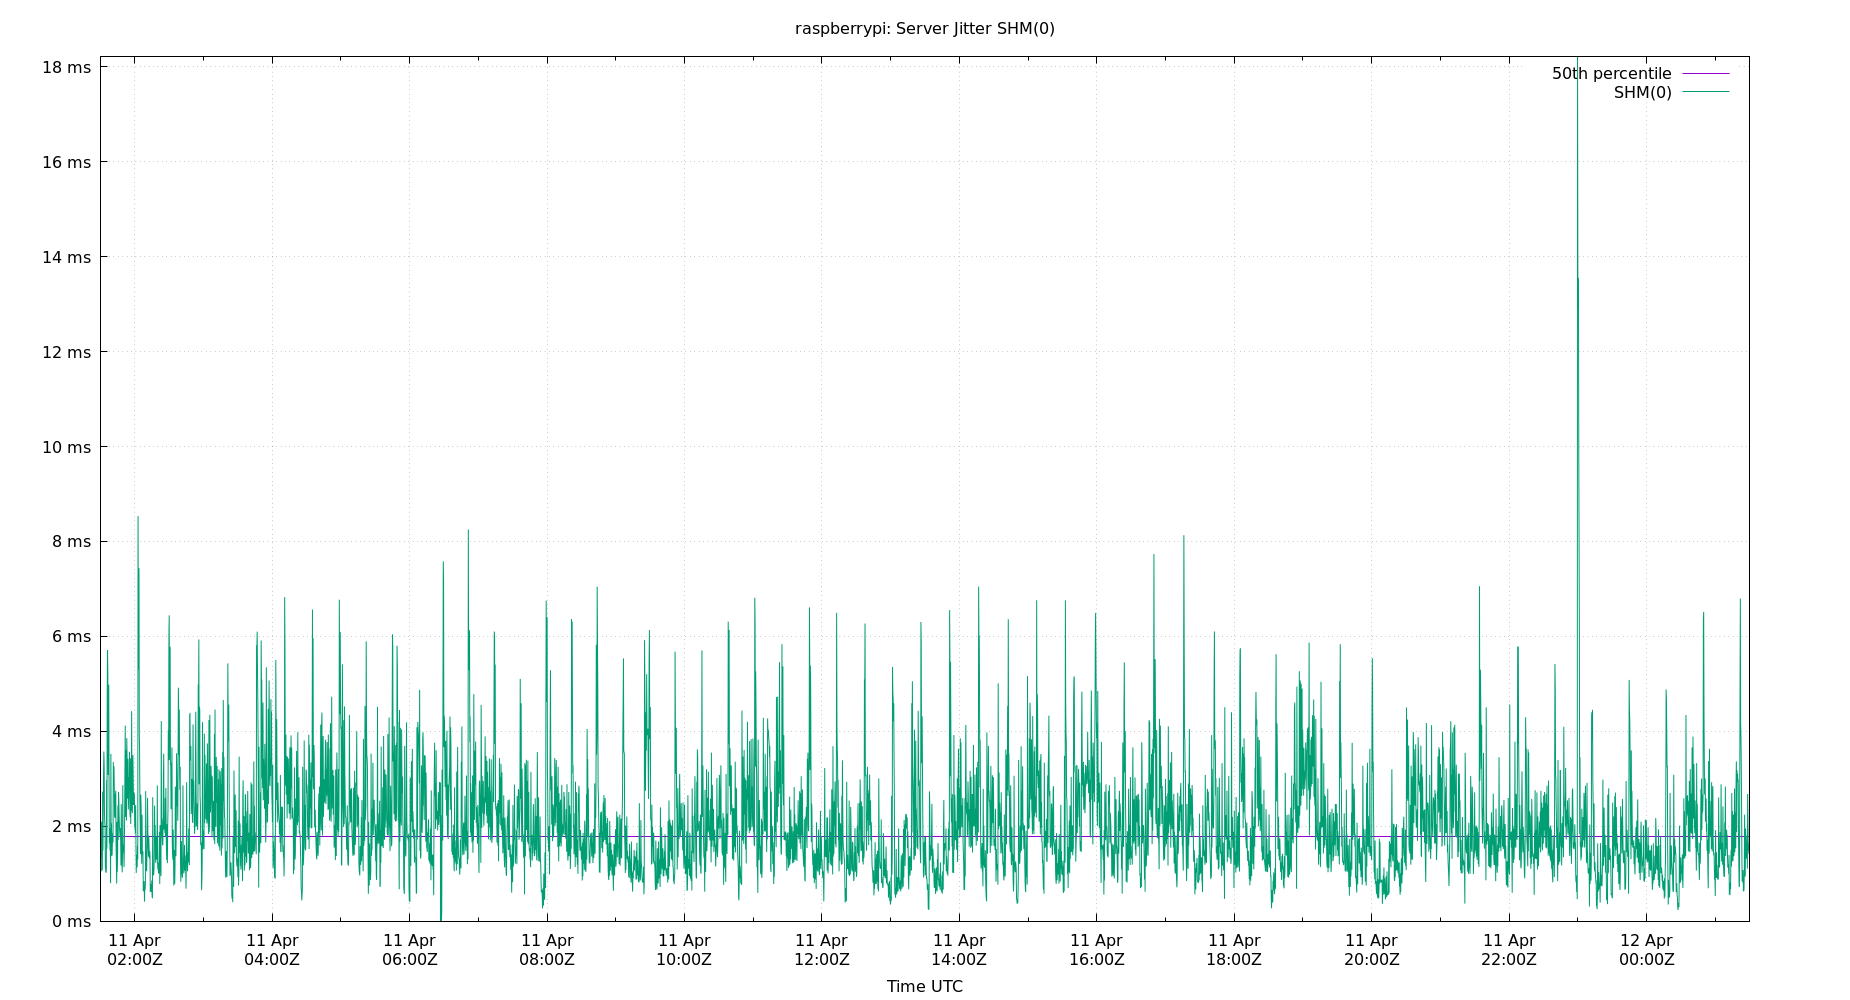 raspberrypi: Server Jitter SHM(0)
18 ms
16 ms
14 ms
12 ms
10 ms
8 ms
6 ms
4 ms
2 ms
0 ms
50th percentile
SHM(0)
11 Apr 11 Apr 11 Apr 11 Apr 11 Apr 11 Apr 11 Apr 11 Apr 11 Apr 11 Apr 11 Apr 12 Apr
02:00Z 04:00Z 06:00Z 08:00Z 10:00Z 12:00Z 14:00Z 16:00Z 18:00Z 20:00Z 22:00Z 00:00Z
Time UTC